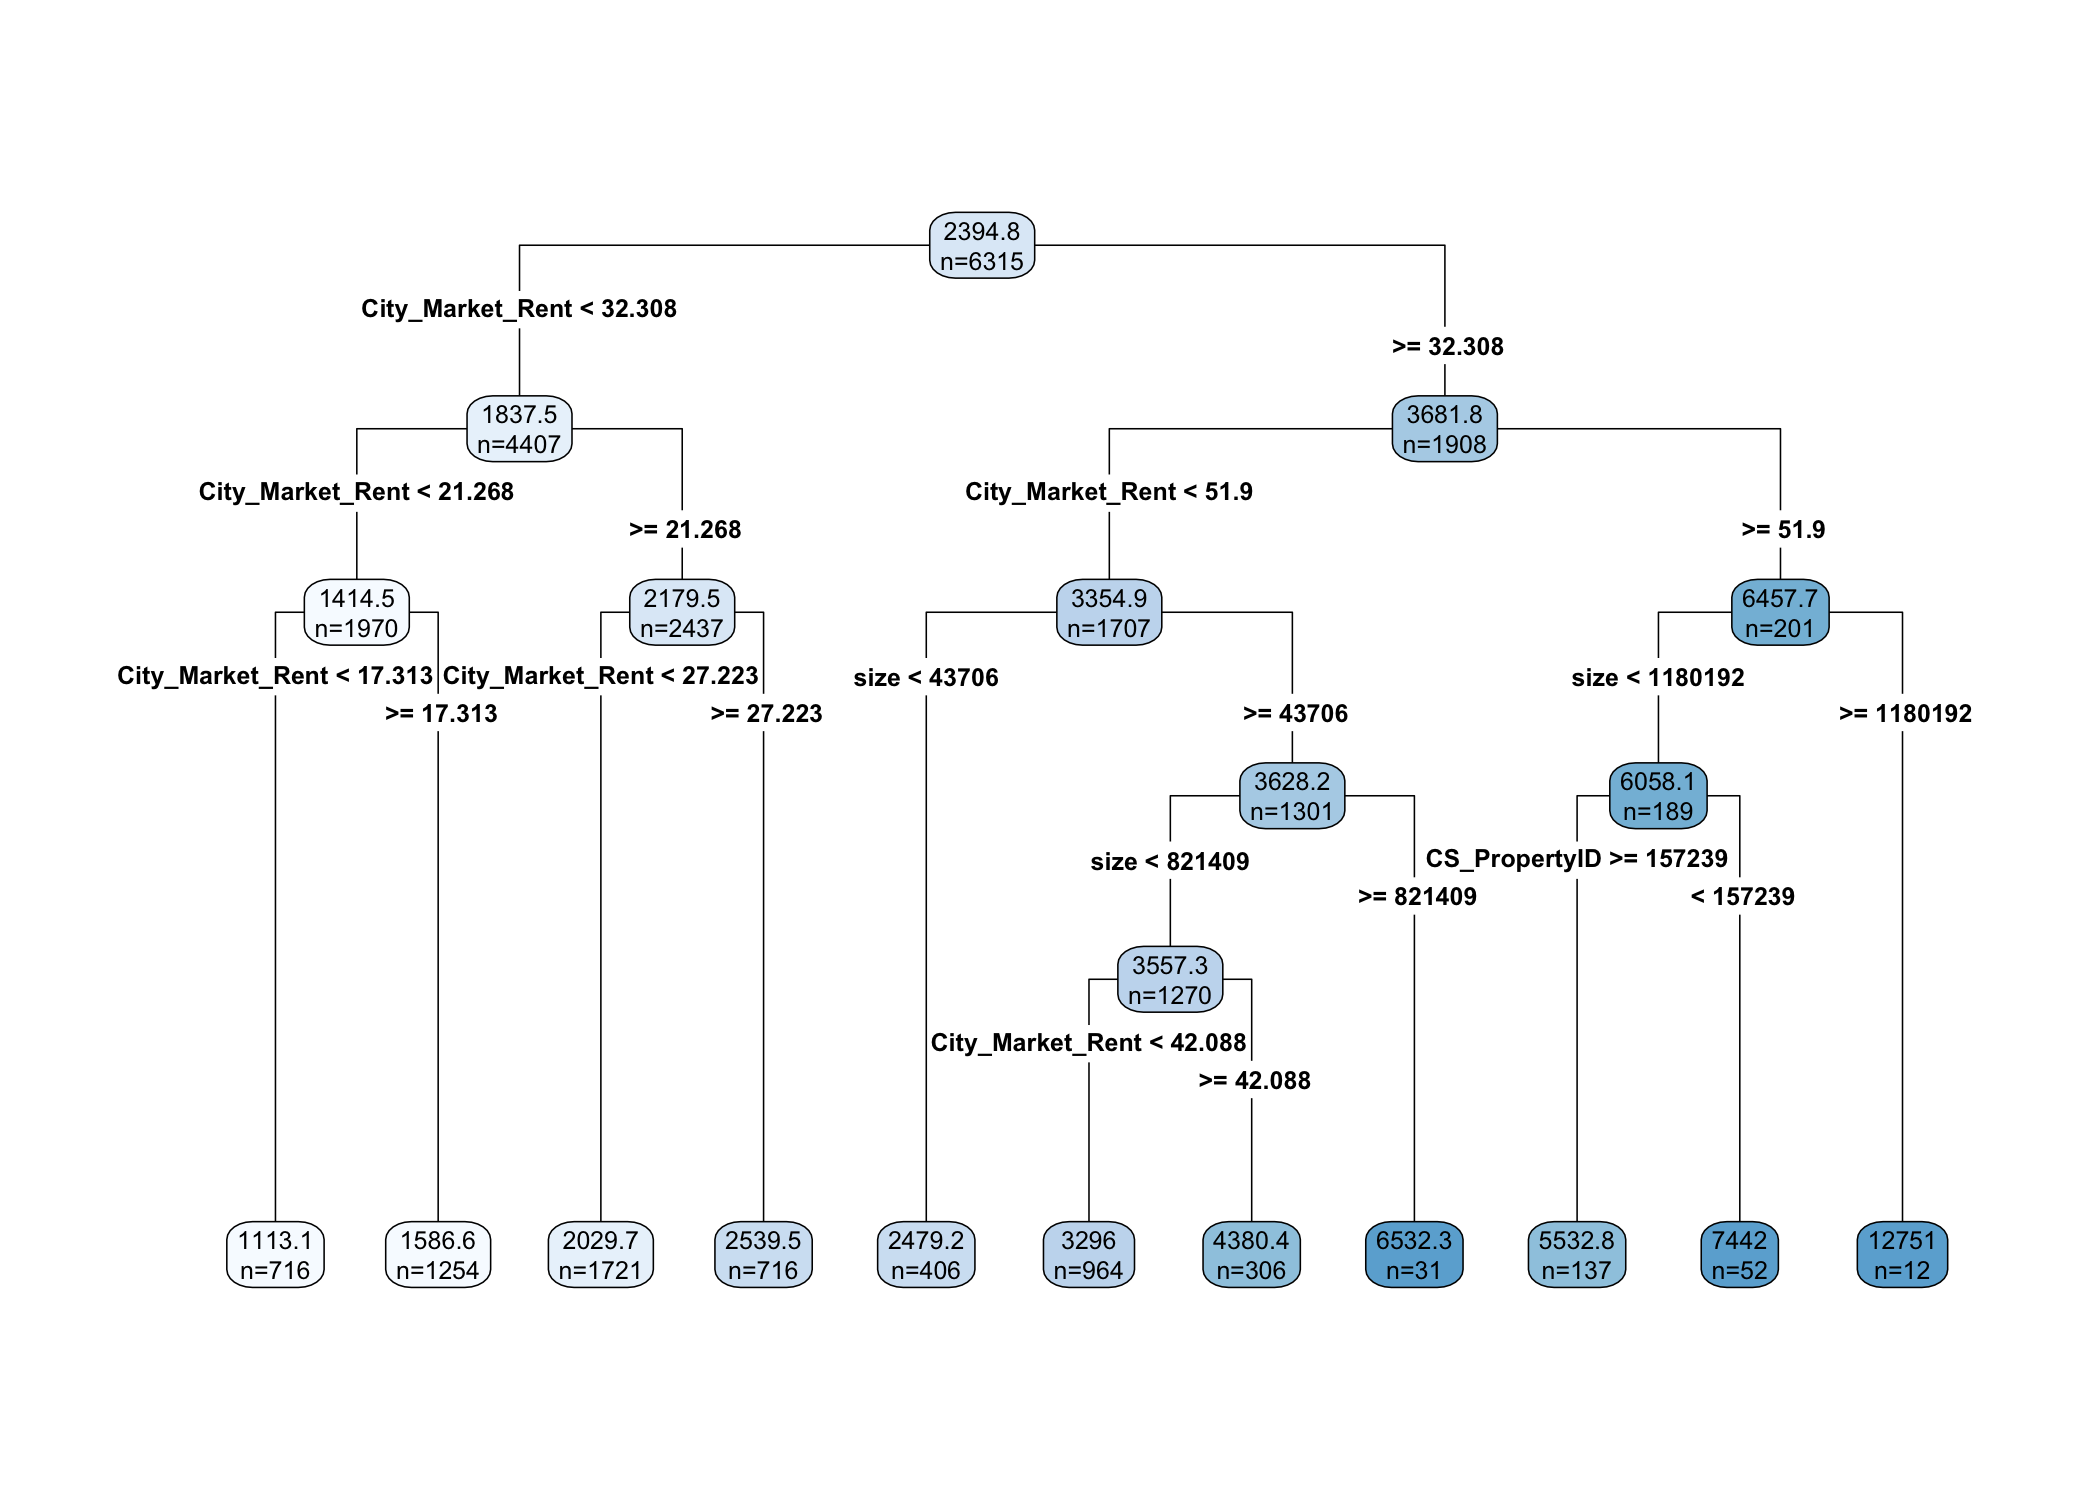 2394.8
n=6315
City_Market_Rent < 32.308
>= 32.308
1837.5
n=4407
3681.8
n=1908
City_Market_Rent < 21.268
>= 21.268
City_Market_Rent < 51.9
>= 51.9
1414.5
n=1970
2179.5
n=2437
3354.9
n=1707
6457.7
n=201
City_Market_Rent < 17.313
>= 17.313
City_Market_Rent < 27.223
>= 27.223
size < 43706
>= 43706
size < 1180192
>= 1180192
3628.2
n=1301
6058.1
n=189
size < 821409
>= 821409
CS_PropertyID >= 157239
< 157239
3557.3
n=1270
City_Market_Rent < 42.088
>= 42.088
1113.1
n=716
1586.6
n=1254
2029.7
n=1721
2539.5
n=716
2479.2
n=406
3296
n=964
4380.4
n=306
6532.3
n=31
5532.8
n=137
7442
n=52
12751
n=12